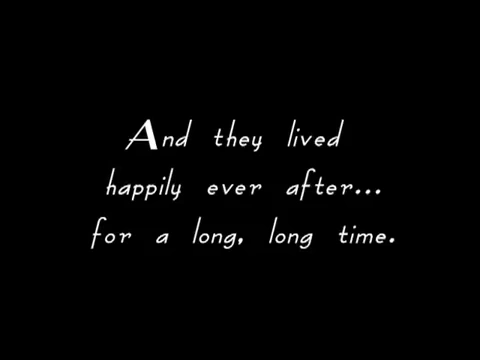 And they lived
happily ever after...
for a long, long time.